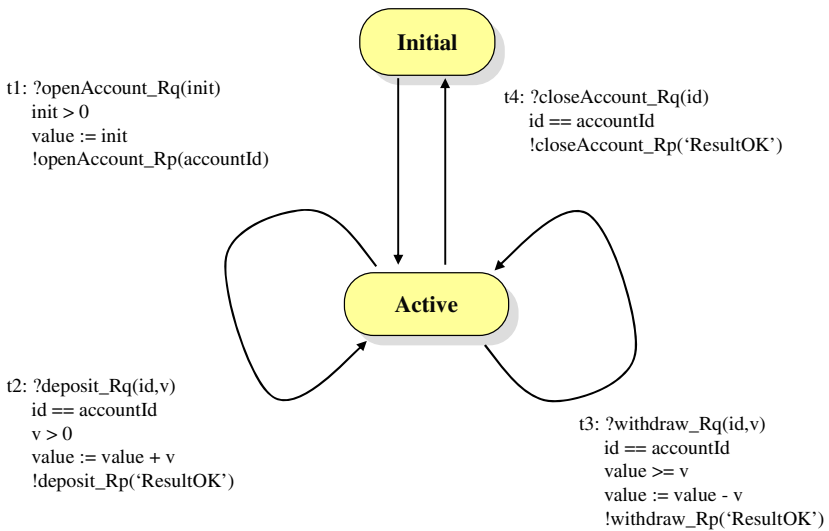 Initial
t1: ?openAccount_Rq(init)
init > 0
value := init
!openAccount_Rp(accountId)
t4: ?closeAccount_Rq(id)
id == accountId
!closeAccount_Rp(‘ResultOK’)
Active
t2: ?deposit_Rq(id,v)
id == accountId
v > 0
value := value + v
!deposit_Rp(‘ResultOK’)
t3: ?withdraw_Rq(id,v)
id == accountId
value >= v
value := value - v
!withdraw_Rp(‘ResultOK’)